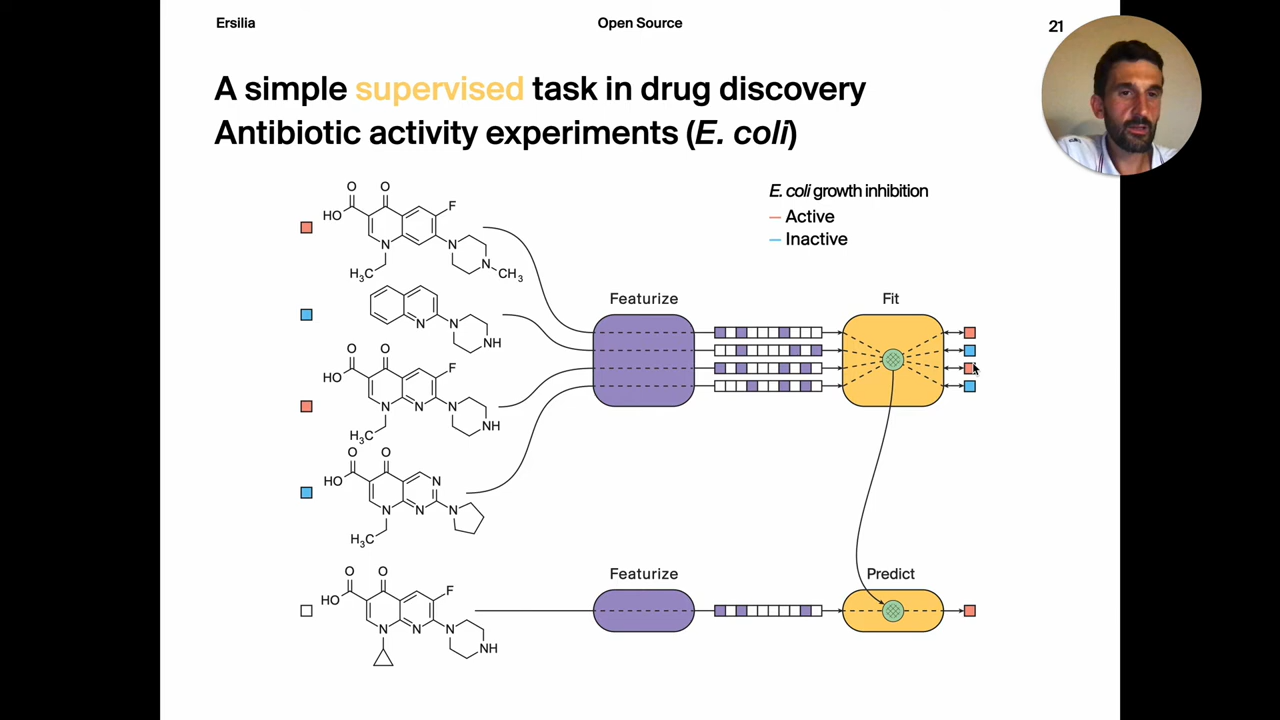 Ersilia
Open Source
21
A simple supervised task in drug discovery
Antibiotic activity experiments (E. coli)
E. coli growth inhibition
Active
Inactive
O O
HO F
N N
N
H₃C CH₃
N N
NH
Featurize
Fit
O O
HO F
N N N
NH
H₃C
O O
HO N
N N N
H₃C
Featurize
Predict
O O
HO F
N N N
NH